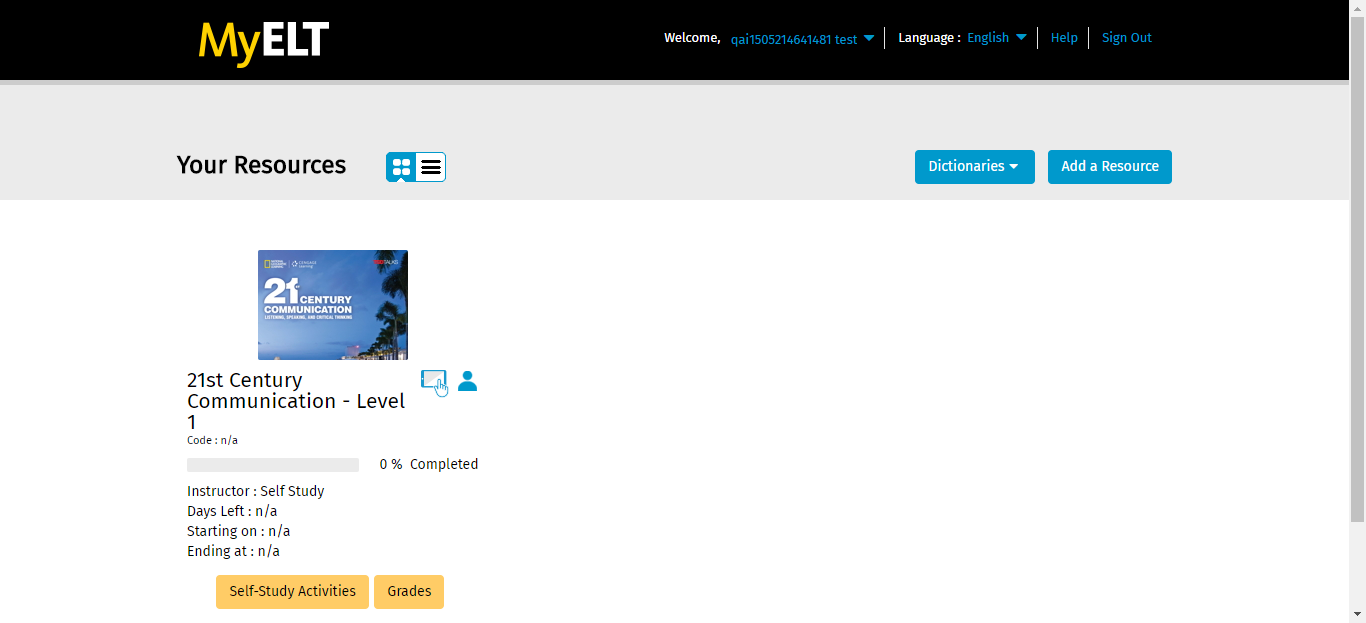 MyELT
Welcome, qai1505214641481 test
Language : English
Help
Sign Out
Your Resources
Dictionaries
Add a Resource
21st CENTURY
COMMUNICATION
LISTENING, SPEAKING, AND CRITICAL THINKING
21st Century
Communication - Level
1
Code : n/a
0 % Completed
Instructor : Self Study
Days Left : n/a
Starting on : n/a
Ending at : n/a
Self-Study Activities
Grades